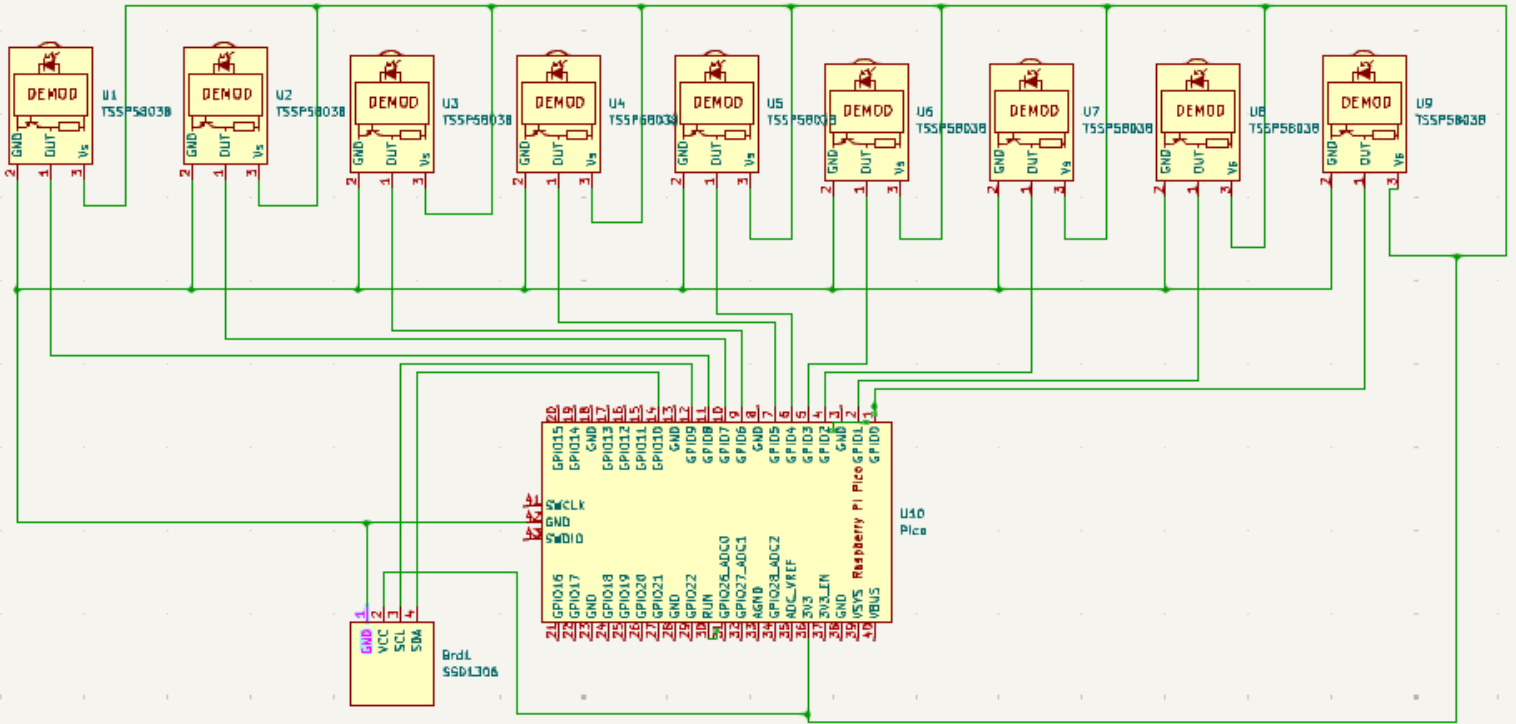 DEMOD
GND OUT Vs
2 1 3
U1
TSSP58038
DEMOD
GND OUT Vs
2 1 3
U2
TSSP58038
DEMOD
GND OUT Vs
2 1 3
U3
TSSP58038
DEMOD
GND OUT Vs
2 1 3
U4
TSSP58038
DEMOD
GND OUT Vs
2 1 3
U5
TSSP58038
DEMOD
GND OUT Vs
2 1 3
U6
TSSP58038
DEMOD
GND OUT Vs
2 1 3
U7
TSSP58038
DEMOD
GND OUT Vs
2 1 3
U8
TSSP58038
DEMOD
GND OUT Vs
2 1 3
U9
TSSP58038
20 19 18 17 16 15 14 13 12 11 10 9 8 7 6 5 4 3 2 1
GPIO15
GPIO14
GND
GPIO13
GPIO12
GPIO11
GPIO10
GND
GPIO9
GPIO8
GPIO7
GPIO6
GND
GPIO5
GPIO4
GPIO3
GPIO2
GND
GPIO1
GPIO0
41 SWCLK
42 GND
43 SWDIO
Raspberry Pi Pico
U10
Pico
GPIO16
GPIO17
GND
GPIO18
GPIO19
GPIO20
GPIO21
GND
GPIO22
RUN
GPIO26_ADC0
GPIO27_ADC1
AGND
GPIO28_ADC2
ADC_VREF
3V3
3V3_EN
GND
VSYS
VBUS
21 22 23 24 25 26 27 28 29 30 31 32 33 34 35 36 37 38 39 40
1 2 3 4
GND
VCC
SCL
SDA
Brd1
SSD1306